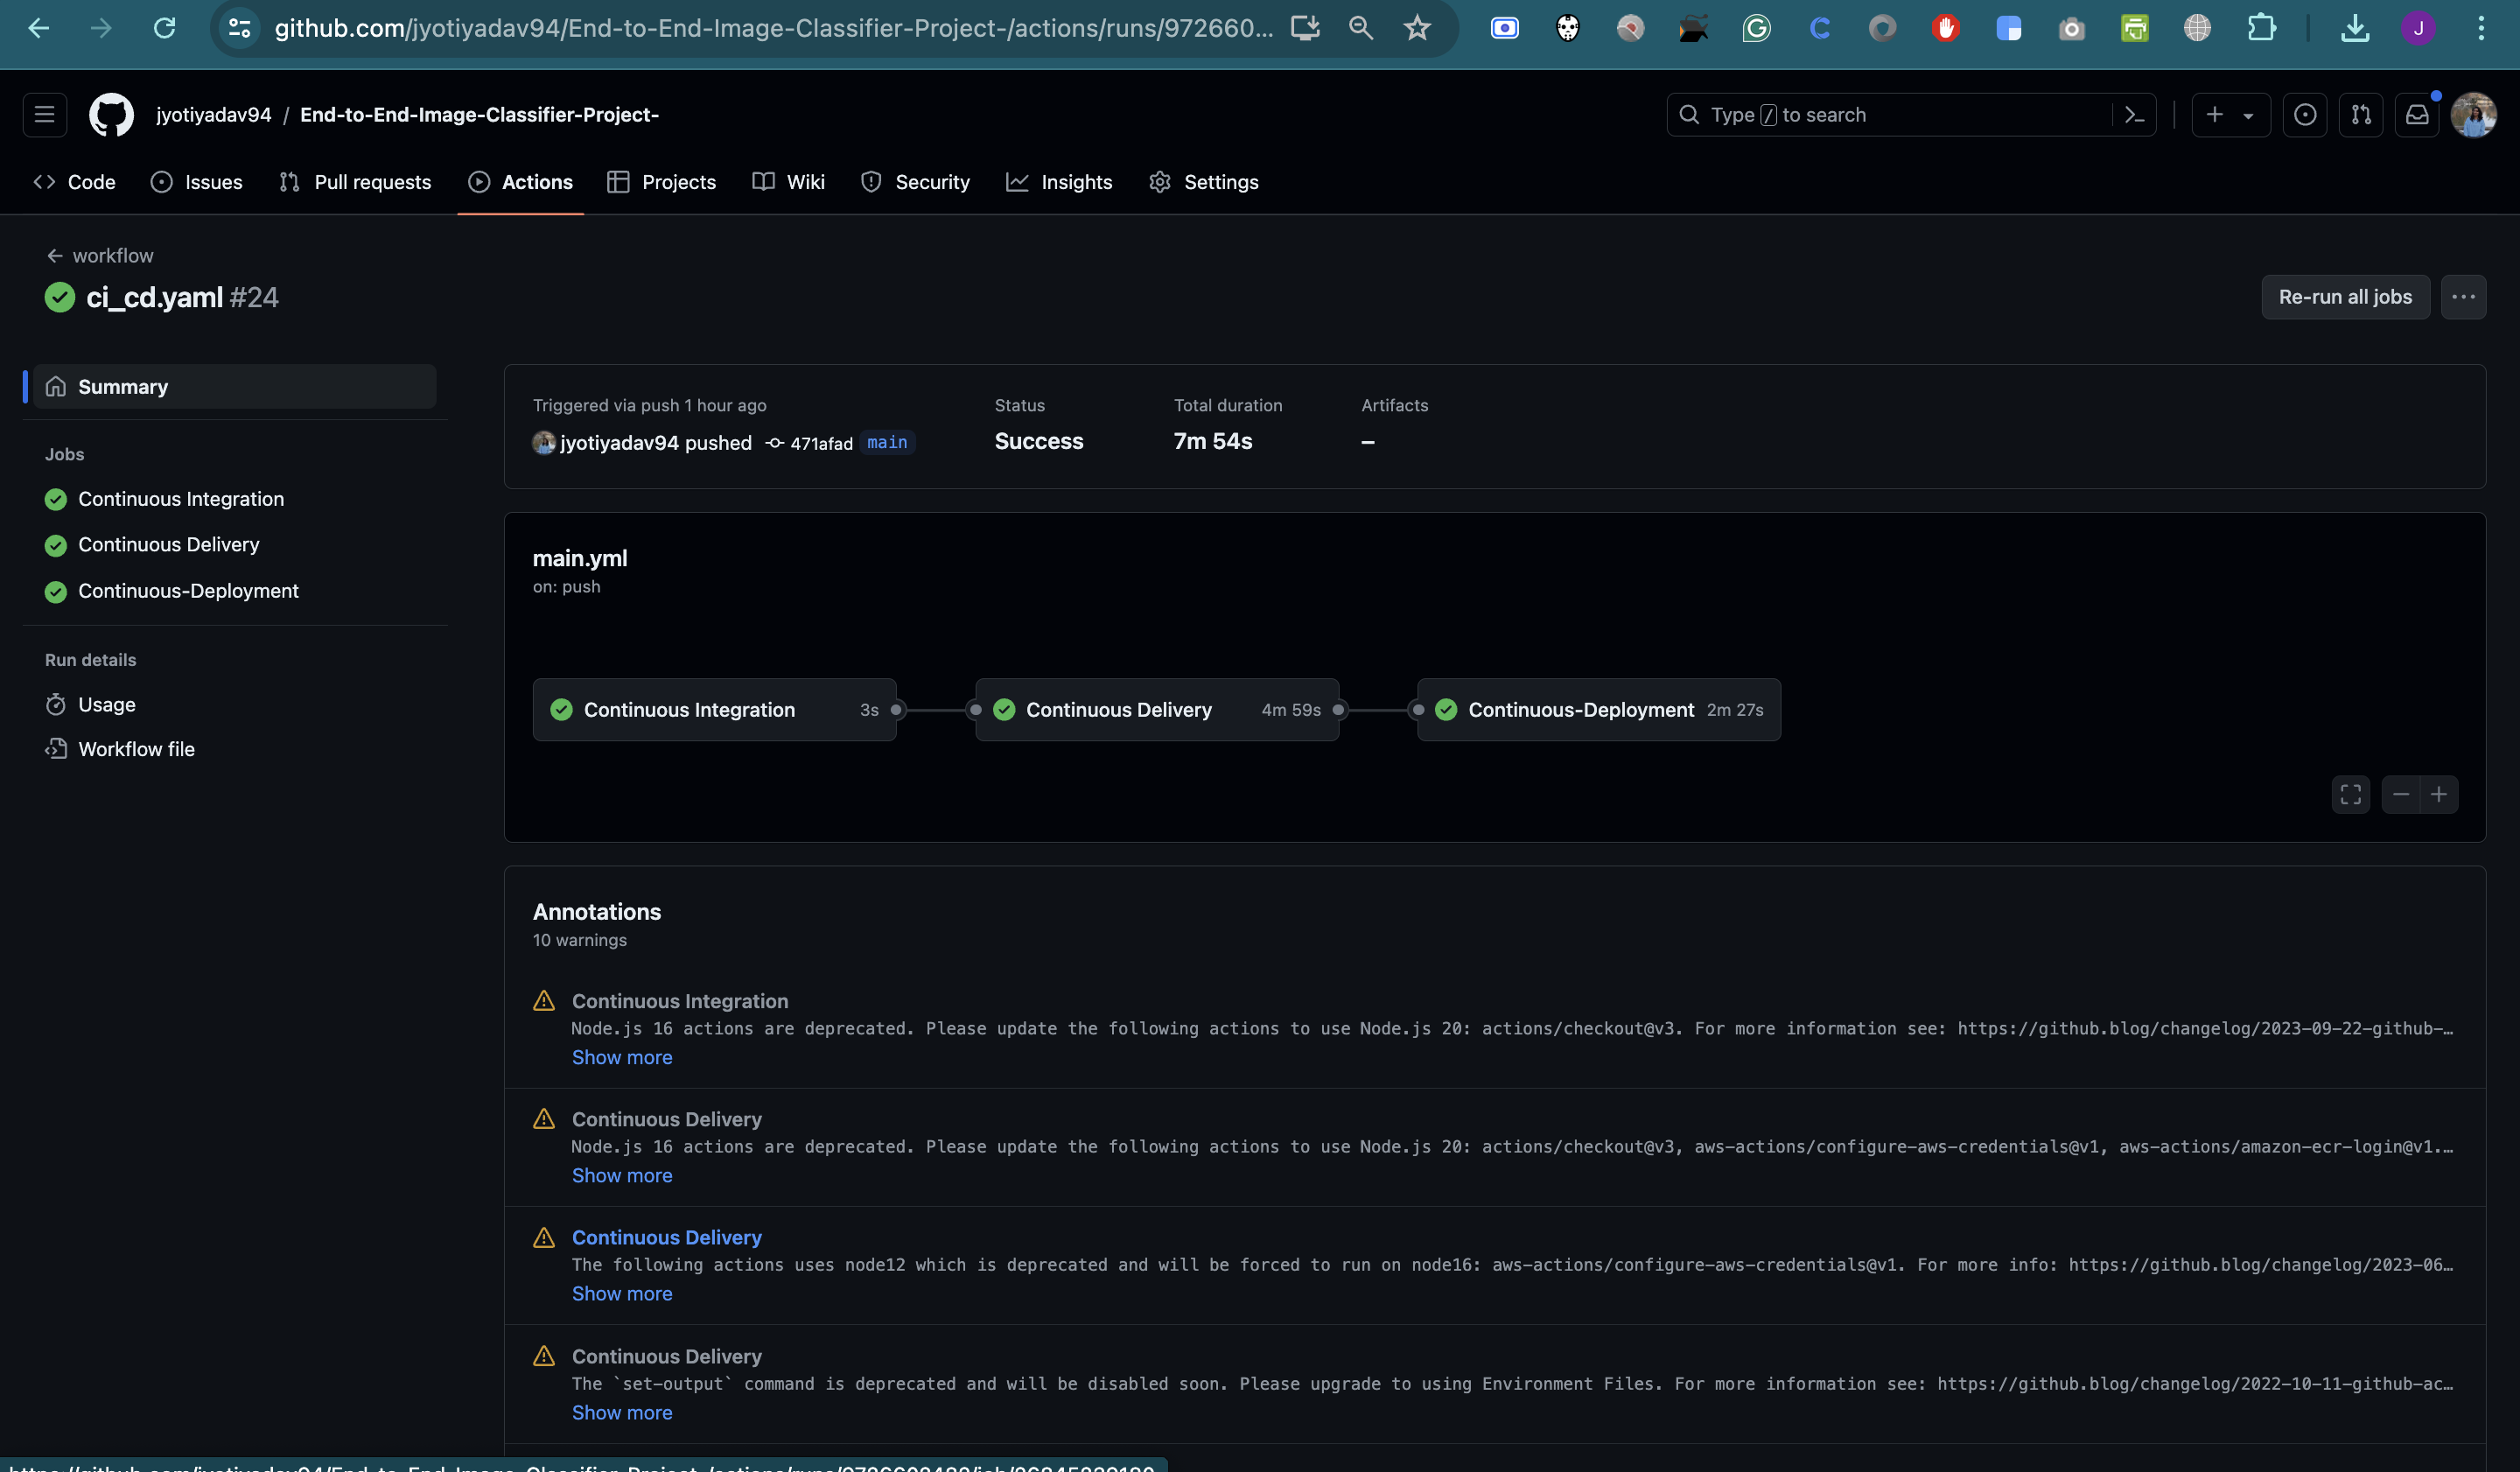 github.com/jyotiyadav94/End-to-End-Image-Classifier-Project-/actions/runs/972660...
J
jyotiyadav94 / End-to-End-Image-Classifier-Project-
Type / to search
Code Issues Pull requests Actions Projects Wiki Security Insights Settings
workflow
ci_cd.yaml #24
Re-run all jobs
Summary
Jobs
Continuous Integration
Continuous Delivery
Continuous-Deployment
Run details
Usage
Workflow file
Triggered via push 1 hour ago Status Total duration Artifacts
jyotiyadav94 pushed 471afad main Success 7m 54s –
main.yml
on: push
Continuous Integration 3s Continuous Delivery 4m 59s Continuous-Deployment 2m 27s
Annotations
10 warnings
Continuous Integration
Node.js 16 actions are deprecated. Please update the following actions to use Node.js 20: actions/checkout@v3. For more information see: https://github.blog/changelog/2023-09-22-github-…
Show more
Continuous Delivery
Node.js 16 actions are deprecated. Please update the following actions to use Node.js 20: actions/checkout@v3, aws-actions/configure-aws-credentials@v1, aws-actions/amazon-ecr-login@v1.…
Show more
Continuous Delivery
The following actions uses node12 which is deprecated and will be forced to run on node16: aws-actions/configure-aws-credentials@v1. For more info: https://github.blog/changelog/2023-06…
Show more
Continuous Delivery
The `set-output` command is deprecated and will be disabled soon. Please upgrade to using Environment Files. For more information see: https://github.blog/changelog/2022-10-11-github-ac…
Show more